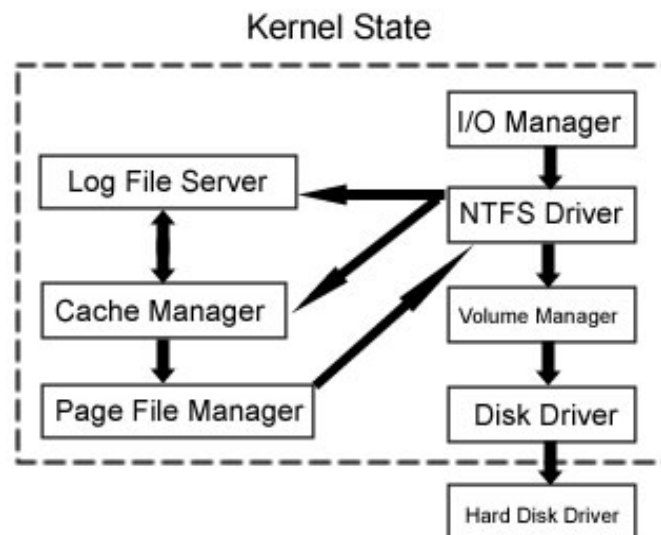 Kernel State
I/O Manager
Log File Server
NTFS Driver
Cache Manager
Volume Manager
Page File Manager
Disk Driver
Hard Disk Driver